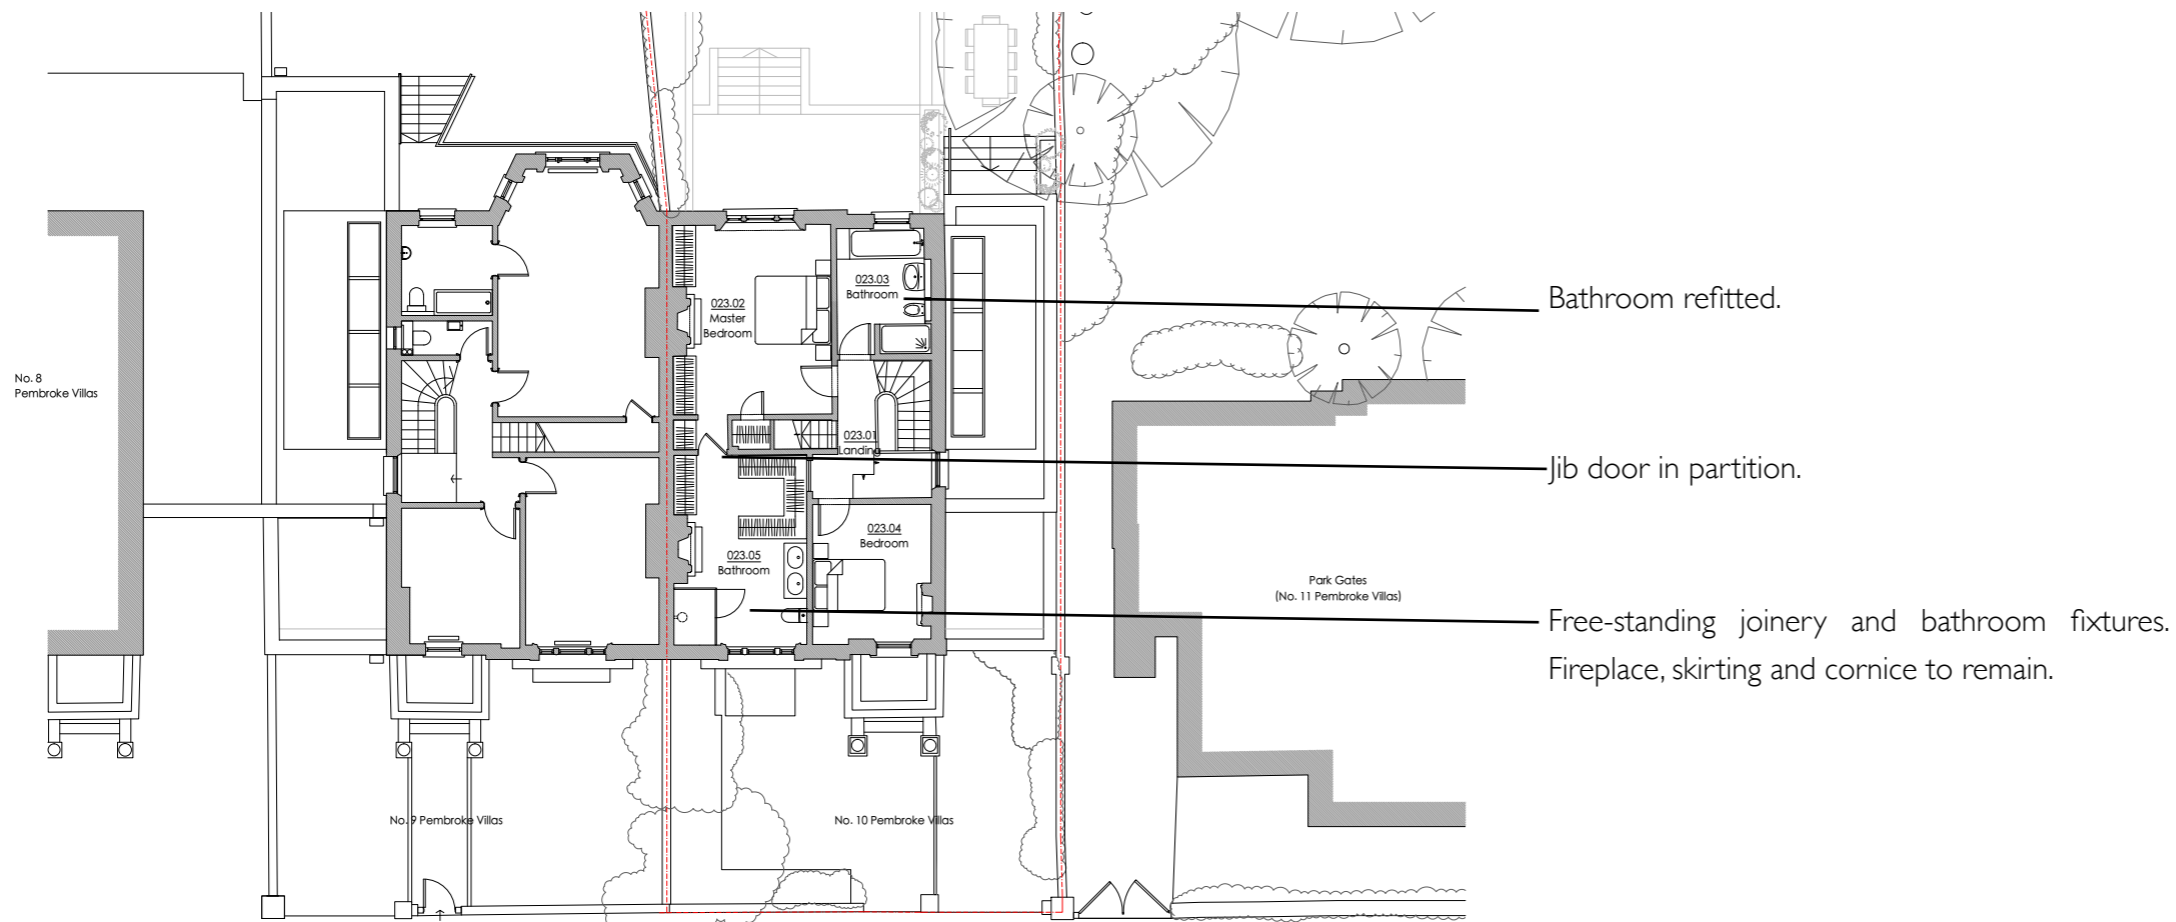 No. 8
Pembroke Villas
023.02
Master
Bedroom
023.03
Bathroom
023.01
Landing
023.04
Bedroom
023.05
Bathroom
Park Gates
(No. 11 Pembroke Villas)
No. 9 Pembroke Villas
No. 10 Pembroke Villas
Bathroom refitted.
Jib door in partition.
Free-standing joinery and bathroom fixtures.
Fireplace, skirting and cornice to remain.